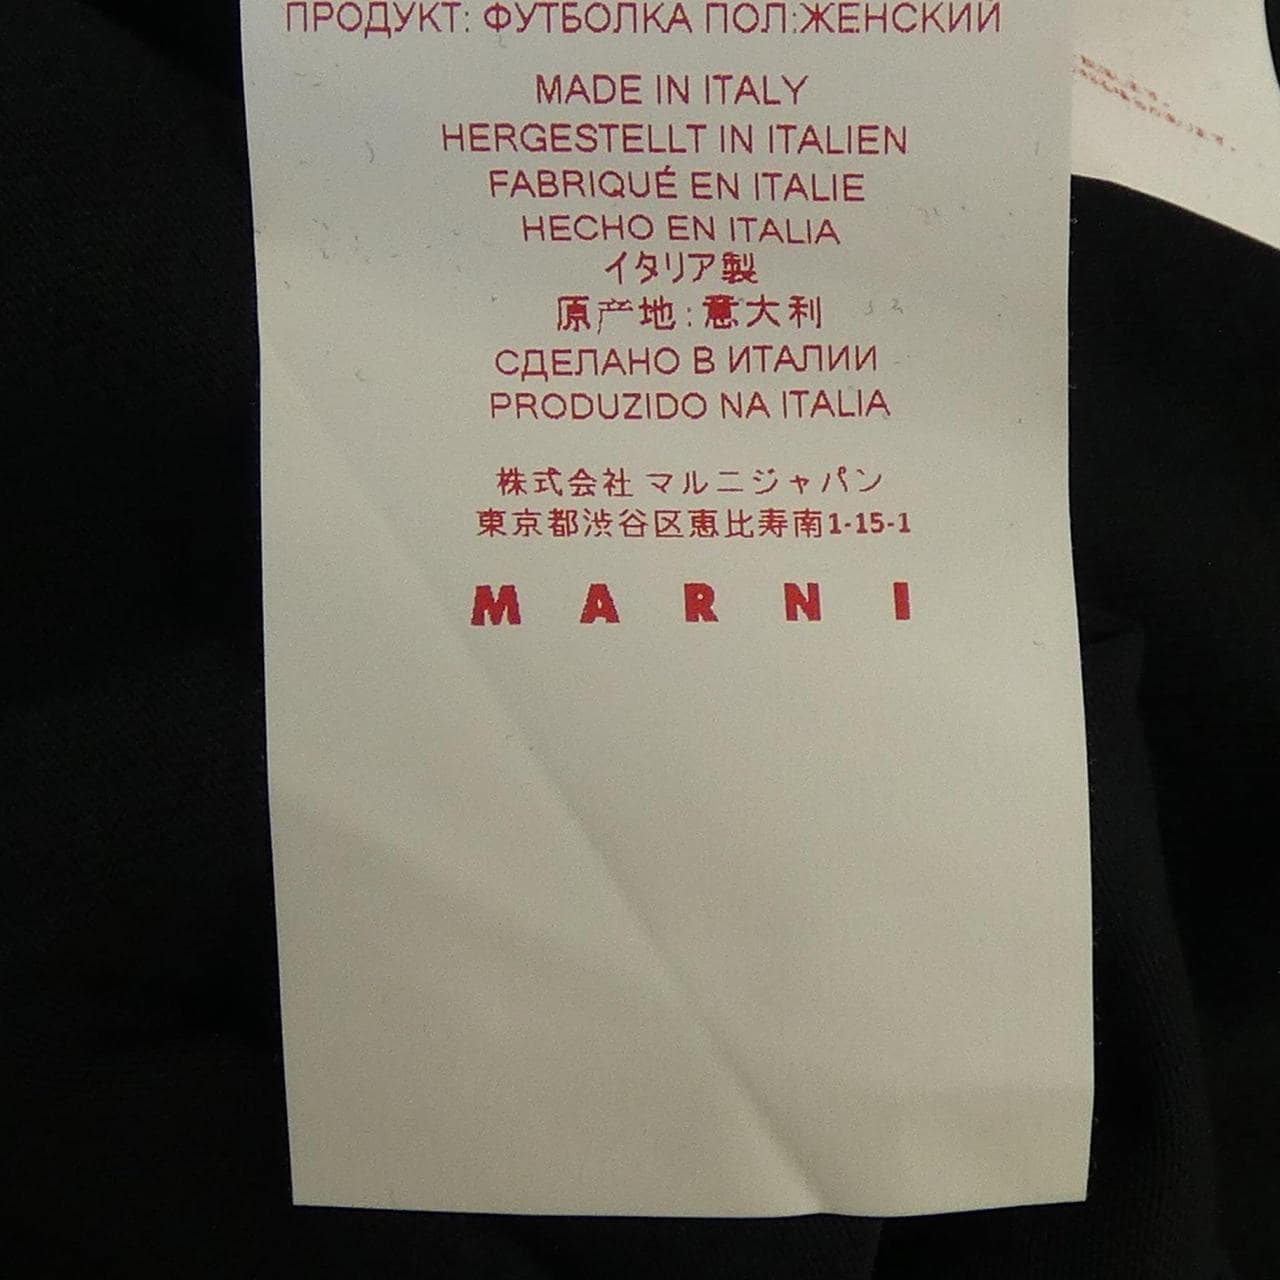 ПРОДУКТ: ФУТБОЛКА ПОЛ:ЖЕНСКИЙ
MADE IN ITALY
HERGESTELLT IN ITALIEN
FABRIQUÉ EN ITALIE
HECHO EN ITALIA
イタリア製
原产地:意大利
СДЕЛАНО В ИТАЛИИ
PRODUZIDO NA ITALIA
株式会社 マルニジャパン
東京都渋谷区恵比寿南1-15-1
MARNI